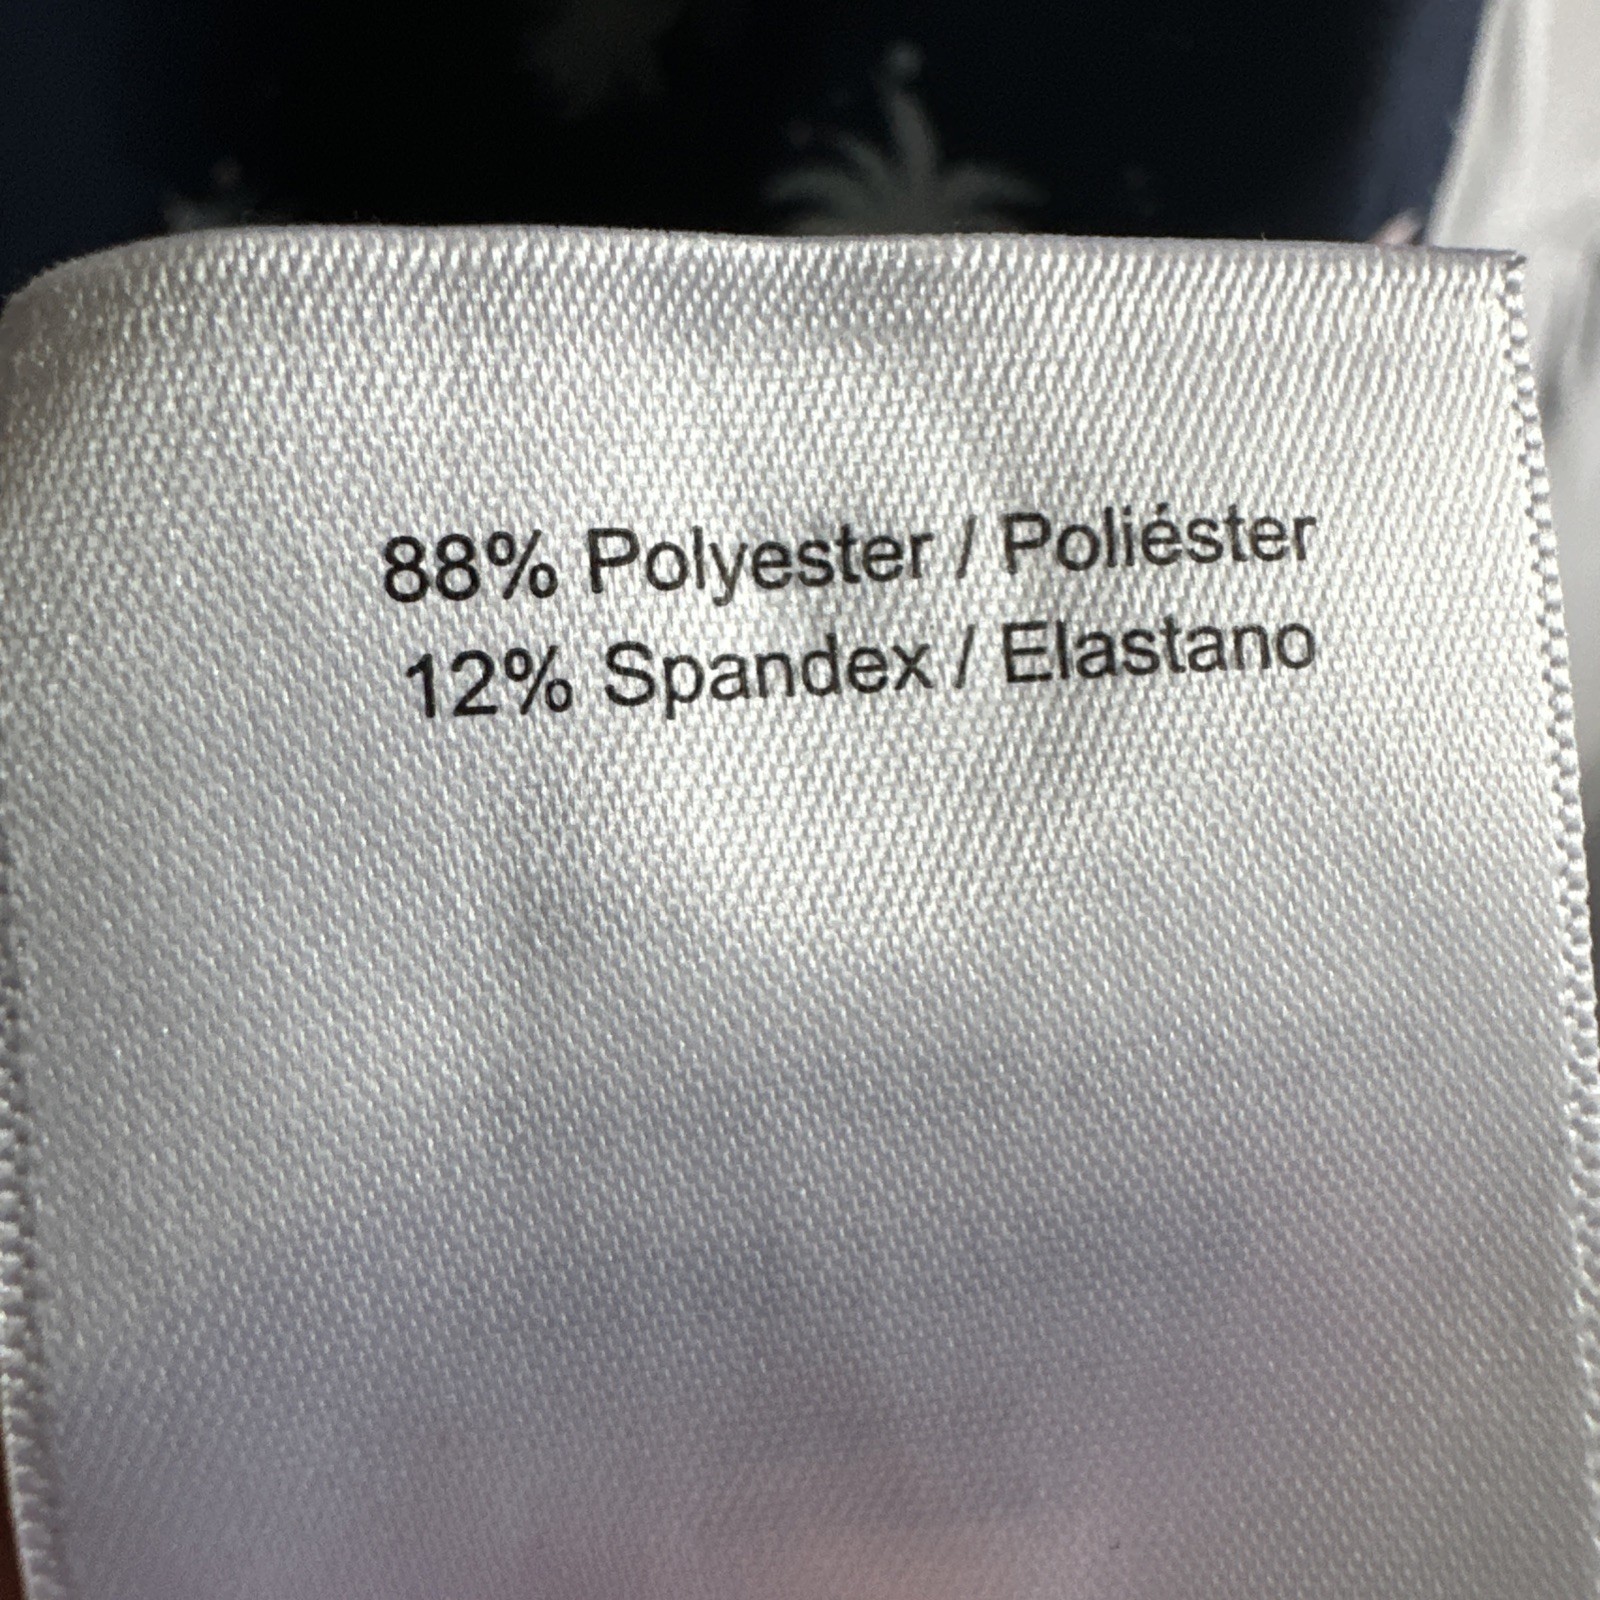 88% Polyester / Poliéster
12% Spandex / Elastano